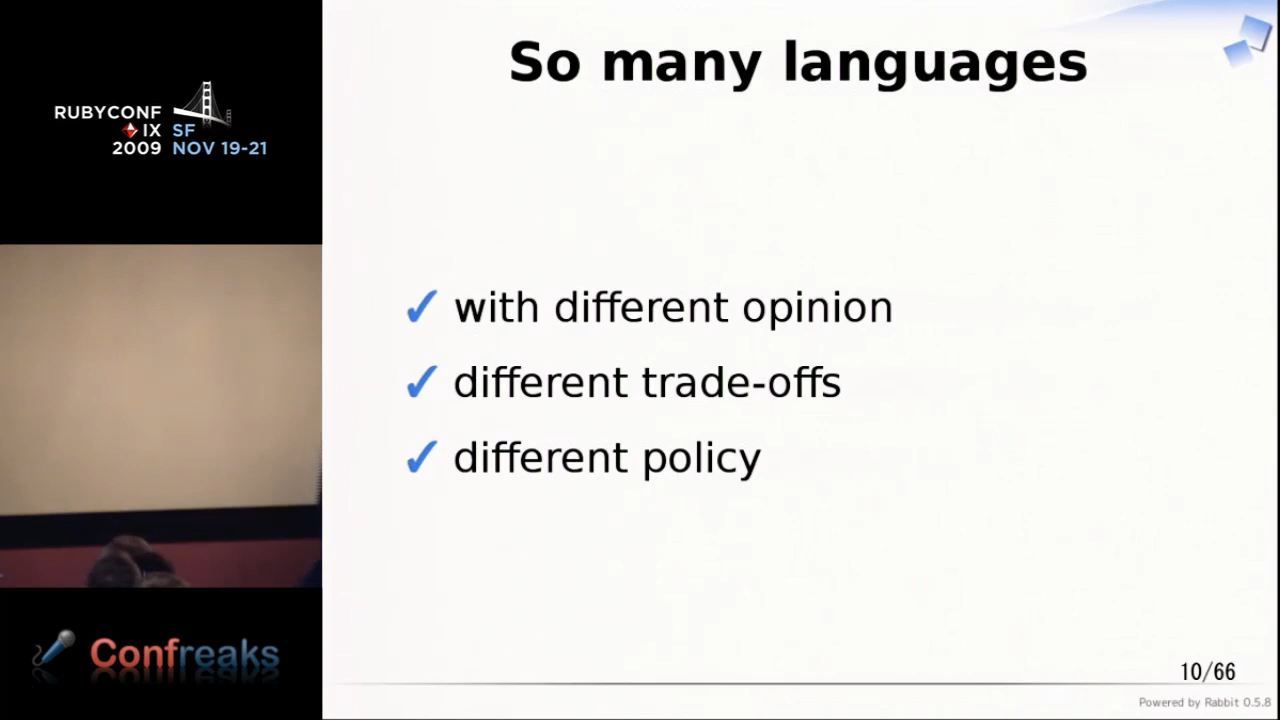 RUBYCONF
IX SF
2009 NOV 19-21
So many languages
✓ with different opinion
✓ different trade-offs
✓ different policy
10/66
Powered by Rabbit 0.5.8
Confreaks